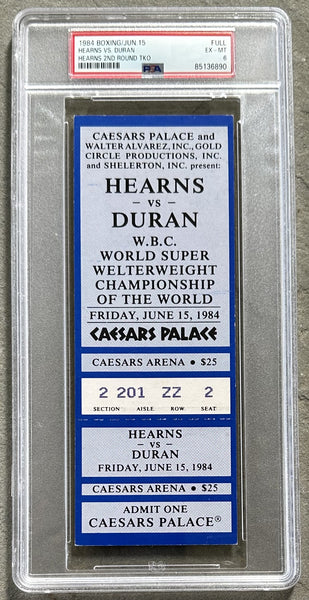 1984 BOXING/JUN.15 FULL
HEARNS VS. DURAN EX - MT
HEARNS 2ND ROUND TKO 6
PSA 85136890
CAESARS PALACE and
WALTER ALVAREZ, INC., GOLD
CIRCLE PRODUCTIONS, INC.
and SHELERTON, INC. present:
HEARNS
- vs -
DURAN
W.B.C.
WORLD SUPER
WELTERWEIGHT
CHAMPIONSHIP
OF THE WORLD
FRIDAY, JUNE 15, 1984
CAESARS PALACE
CAESARS ARENA • $25
2 201 ZZ 2
SECTION AISLE ROW SEAT
HEARNS
- vs -
DURAN
FRIDAY, JUNE 15, 1984
CAESARS ARENA • $25
ADMIT ONE
CAESARS PALACE®